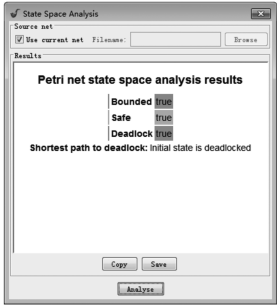 State Space Analysis
Source net
Use current net Filename: Browse
Results
Petri net state space analysis results
Bounded true
Safe true
Deadlock true
Shortest path to deadlock: Initial state is deadlocked
Copy Save
Analyse